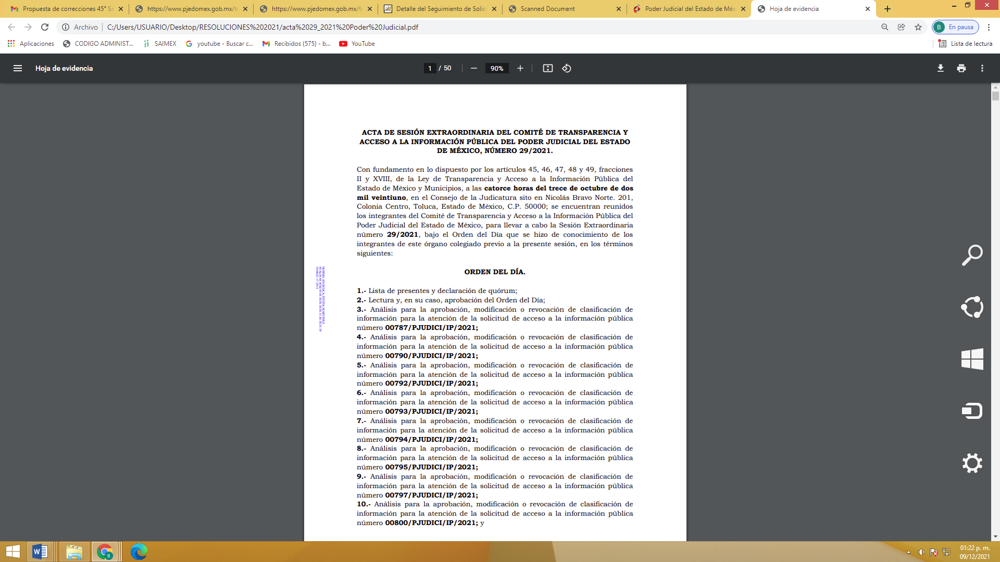 Propuesta de correcciones 45° Se
https://www.pjedomex.gob.mx/tr
https://www.pjedomex.gob.mx/tr
Detalle del Seguimiento de Solici
Scanned Document
Poder Judicial del Estado de Méx
Hoja de evidencia
Archivo
C:/Users/USUARIO/Desktop/RESOLUCIONES%202021/acta%2029_2021%20Poder%20Judicial.pdf
B
En pausa
Aplicaciones
CODIGO ADMINIST...
SAIMEX
youtube - Buscar c...
Recibidos (575) - b...
YouTube
Lista de lectura
Hoja de evidencia
1 / 50
90%
ACTA DE SESIÓN EXTRAORDINARIA DEL COMITÉ DE TRANSPARENCIA Y
ACCESO A LA INFORMACIÓN PÚBLICA DEL PODER JUDICIAL DEL ESTADO
DE MÉXICO, NÚMERO 29/2021.
Con fundamento en lo dispuesto por los artículos 45, 46, 47, 48 y 49, fracciones
II y XVIII, de la Ley de Transparencia y Acceso a la Información Pública del
Estado de México y Municipios, a las catorce horas del trece de octubre de dos
mil veintiuno, en el Consejo de la Judicatura sito en Nicolás Bravo Norte. 201,
Colonia Centro, Toluca, Estado de México, C.P. 50000; se encuentran reunidos
los integrantes del Comité de Transparencia y Acceso a la Información Pública del
Poder Judicial del Estado de México, para llevar a cabo la Sesión Extraordinaria
número 29/2021, bajo el Orden del Día que se hizo de conocimiento de los
integrantes de este órgano colegiado previo a la presente sesión, en los términos
siguientes:
NORMA ANGELICA ZETINA MARTINEZ
ORDEN DEL DÍA.
1.- Lista de presentes y declaración de quórum;
2.- Lectura y, en su caso, aprobación del Orden del Día;
3.- Análisis para la aprobación, modificación o revocación de clasificación de
información para la atención de la solicitud de acceso a la información pública
número 00787/PJUDICI/IP/2021;
4.- Análisis para la aprobación, modificación o revocación de clasificación de
información para la atención de la solicitud de acceso a la información pública
número 00790/PJUDICI/IP/2021;
5.- Análisis para la aprobación, modificación o revocación de clasificación de
información para la atención de la solicitud de acceso a la información pública
número 00792/PJUDICI/IP/2021;
6.- Análisis para la aprobación, modificación o revocación de clasificación de
información para la atención de la solicitud de acceso a la información pública
número 00793/PJUDICI/IP/2021;
7.- Análisis para la aprobación, modificación o revocación de clasificación de
información para la atención de la solicitud de acceso a la información pública
número 00794/PJUDICI/IP/2021;
8.- Análisis para la aprobación, modificación o revocación de clasificación de
información para la atención de la solicitud de acceso a la información pública
número 00795/PJUDICI/IP/2021;
9.- Análisis para la aprobación, modificación o revocación de clasificación de
información para la atención de la solicitud de acceso a la información pública
número 00797/PJUDICI/IP/2021;
10.- Análisis para la aprobación, modificación o revocación de clasificación de
información para la atención de la solicitud de acceso a la información pública
número 00800/PJUDICI/IP/2021; y
01:22 p. m.
09/12/2021